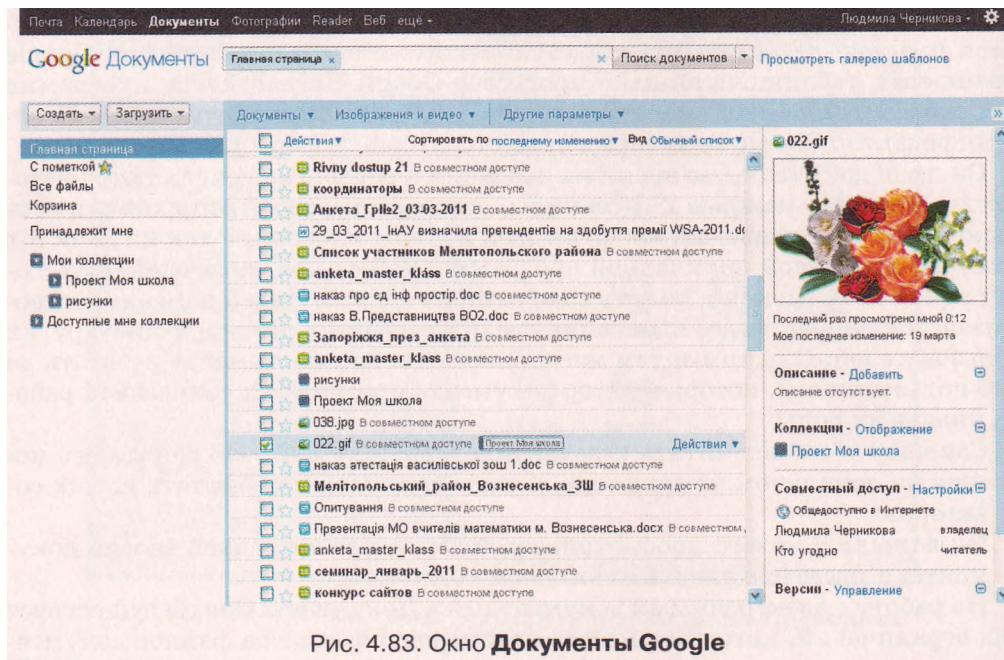 Почта Календарь Документы Фотографии Reader Веб ещё
Людмила Черникова
Google Документы
Главная страница ×
×
Поиск документов
Просмотреть галерею шаблонов
Создать
Загрузить
Документы
Изображения и видео
Другие параметры
»
Главная страница
С пометкой
Все файлы
Корзина
Принадлежит мне
Мои коллекции
Проект Моя школа
рисунки
Доступные мне коллекции
Действия
Сортировать по последнему изменению
Вид Обычный список
Rivny dostup 21 В совместном доступе
координаторы В совместном доступе
Анкета_Гр№2_03-03-2011 В совместном доступе
29_03_2011_ІнАУ визначила претендентів на здобуття премії WSA-2011.do
Список участников Мелитопольского района В совместном доступе
anketa_master_klass В совместном доступе
наказ про єд інф простір.doc В совместном доступе
наказ В.Представництва ВО2.doc В совместном доступе
Запоріжжя_през_анкета В совместном доступе
anketa_master_klass В совместном доступе
рисунки
Проект Моя школа
038.jpg В совместном доступе
022.gif В совместном доступе Проект Моя школа Действия
наказ атестація василівської зош 1.doc В совместном доступе
Мелітопольський_район_Вознесенська_ЗШ В совместном доступе
Опитування В совместном доступе
Презентація МО вчителів математики м. Вознесенська.docx В совместном
anketa_master_klass В совместном доступе
семинар_январь_2011 В совместном доступе
конкурс сайтов В совместном доступе
022.gif
Последний раз просмотрено мной 0:12
Мое последнее изменение: 19 марта
Описание - Добавить
Описание отсутствует.
Коллекции - Отображение
Проект Моя школа
Совместный доступ - Настройки
Общедоступно в Интернете
Людмила Черникова владелец
Кто угодно читатель
Версии - Управление
Рис. 4.83. Окно Документы Google